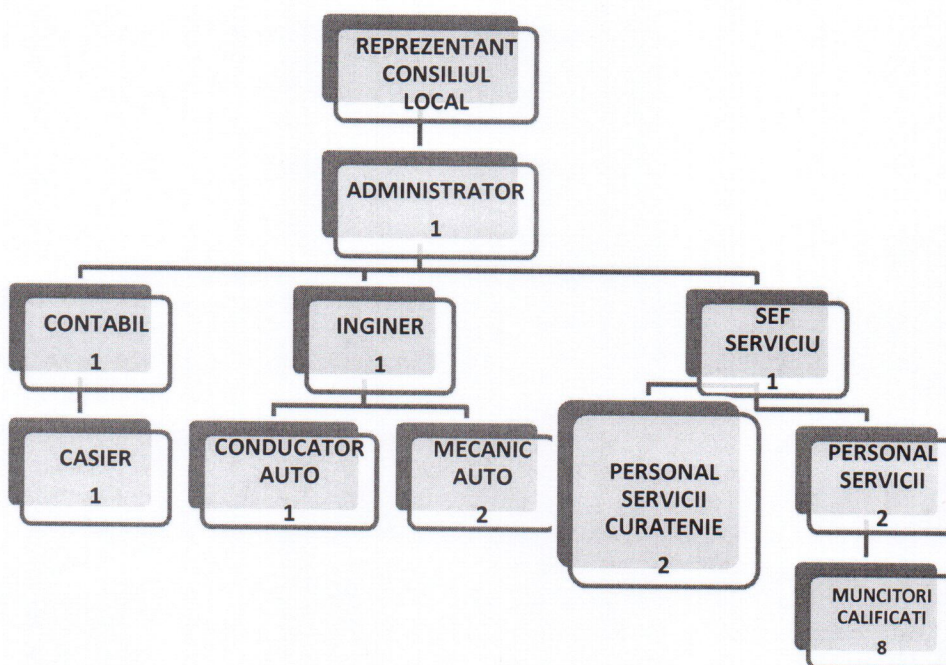 REPREZENTANT
CONSILIUL
LOCAL
ADMINISTRATOR
1
CONTABIL
1
INGINER
1
SEF
SERVICIU
1
CASIER
1
CONDUCATOR
AUTO
1
MECANIC
AUTO
2
PERSONAL
SERVICII
CURATENIE
2
PERSONAL
SERVICII
2
MUNCITORI
CALIFICATI
8